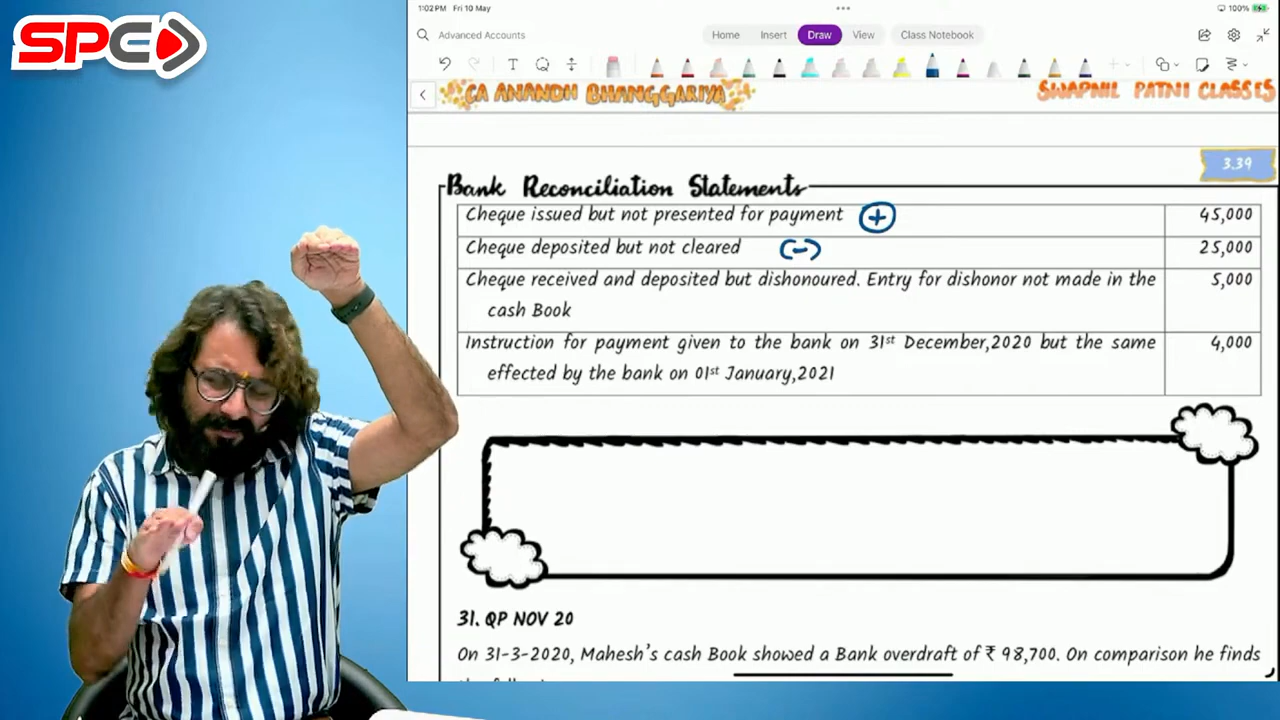 SPC
1:02 PM Fri 10 May
100%
Advanced Accounts
Home Insert Draw View Class Notebook
CA ANANDH BHANGGARIYA
SWAPNIL PATNI CLASSES
3.39
Bank Reconciliation Statements
Cheque issued but not presented for payment (+) 45,000
Cheque deposited but not cleared (-) 25,000
Cheque received and deposited but dishonoured. Entry for dishonor not made in the 5,000
cash Book
Instruction for payment given to the bank on 31st December,2020 but the same 4,000
effected by the bank on 01st January,2021
31. QP NOV 20
On 31-3-2020, Mahesh's cash Book showed a Bank overdraft of ₹ 98,700. On comparison he finds